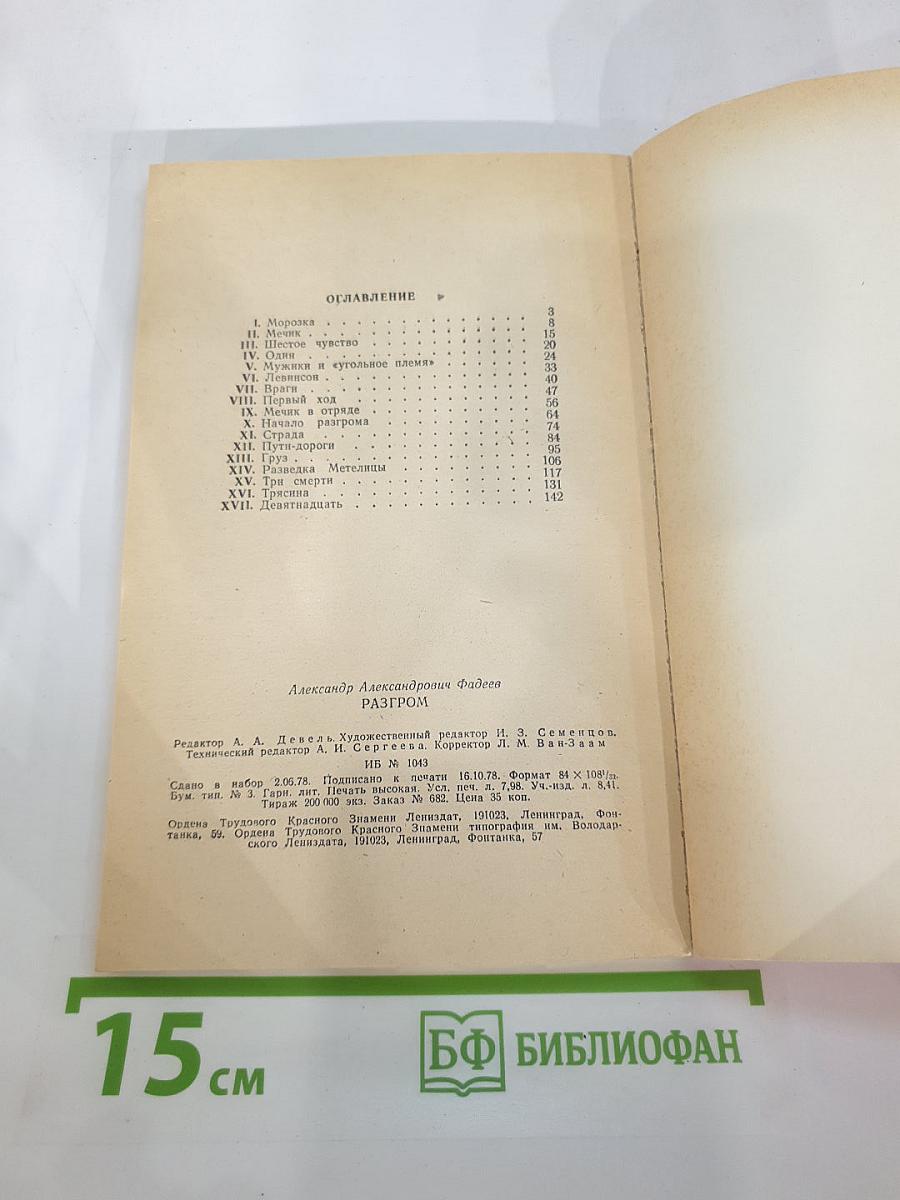 ОГЛАВЛЕНИЕ
I. Морозка . . . . . . . . . . . . . . 3
II. Мечик . . . . . . . . . . . . . . 8
III. Шестое чувство . . . . . . . . . . . 15
IV. Один . . . . . . . . . . . . . . 20
V. Мужики и «угольное племя» . . . . . . 24
VI. Левинсон . . . . . . . . . . . . . 33
VII. Враги . . . . . . . . . . . . . . 40
VIII. Первый ход . . . . . . . . . . . . 47
IX. Мечик в отряде . . . . . . . . . . . 56
X. Начало разгрома . . . . . . . . . . 64
XI. Страда . . . . . . . . . . . . . . 74
XII. Пути-дороги . . . . . . . . . . . . 84
XIII. Груз . . . . . . . . . . . . . . . 95
XIV. Разведка Метелицы . . . . . . . . . 106
XV. Три смерти . . . . . . . . . . . . 117
XVI. Трясина . . . . . . . . . . . . . 131
XVII. Девятнадцать . . . . . . . . . . . . 142
Александр Александрович Фадеев
РАЗГРОМ
Редактор А. А. Девель. Художественный редактор И. З. Семенцов.
Технический редактор А. И. Сергеева. Корректор Л. М. Ван-Заам
ИБ № 1043
Сдано в набор 2.06.78. Подписано к печати 16.10.78. Формат 84 × 108 1/32.
Бум. тип. № 3. Гарн. лит. Печать высокая. Усл. печ. л. 7,98. Уч.-изд. л. 8,41.
Тираж 200 000 экз. Заказ № 682. Цена 35 коп.
Ордена Трудового Красного Знамени Лениздат, 191023, Ленинград, Фон-
танка, 59. Ордена Трудового Красного Знамени типография им. Володар-
ского Лениздата, 191023, Ленинград, Фонтанка, 57
15 см
БФ БИБЛИОФАН